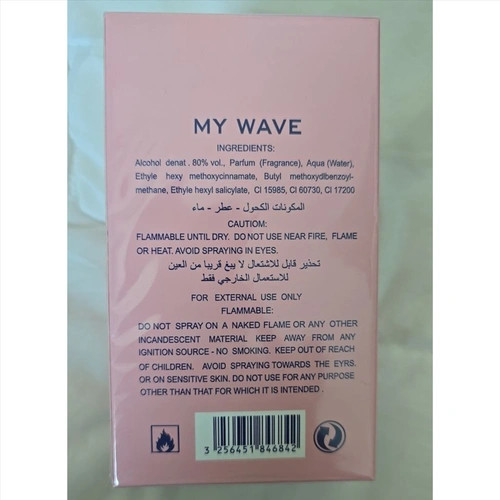 MY WAVE
INGREDIENTS:
Alcohol denat . 80% vol., Parfum (Fragrance), Aqua (Water),
Ethyle hexy methoxycinnamate, Butyl methoxydibenzoyl-
methane, Ethyle hexyl salicylate, CI 15985, CI 60730, CI 17200
المكونات الكحول - عطر - ماء
CAUTIOM:
FLAMMABLE UNTIL DRY. DO NOT USE NEAR FIRE, FLAME
OR HEAT. AVOID SPRAYING IN EYES.
تحذير قابل للاشتعال لا يبغ قريبا من العين
للاستعمال الخارجي فقط
FOR EXTERNAL USE ONLY
FLAMMABLE:
DO NOT SPRAY ON A NAKED FLAME OR ANY OTHER
INCANDESCENT MATERIAL KEEP AWAY FROM ANY
IGNITION SOURCE - NO SMOKING. KEEP OUT OF REACH
OF CHILDREN. AVOID SPRAYING TOWARDS THE EYRS.
OR ON SENSITIVE SKIN, DO NOT USE FOR ANY PURPOSE
OTHER THAN THAT FOR WHICH IT IS INTENDED .
3 256451 846842